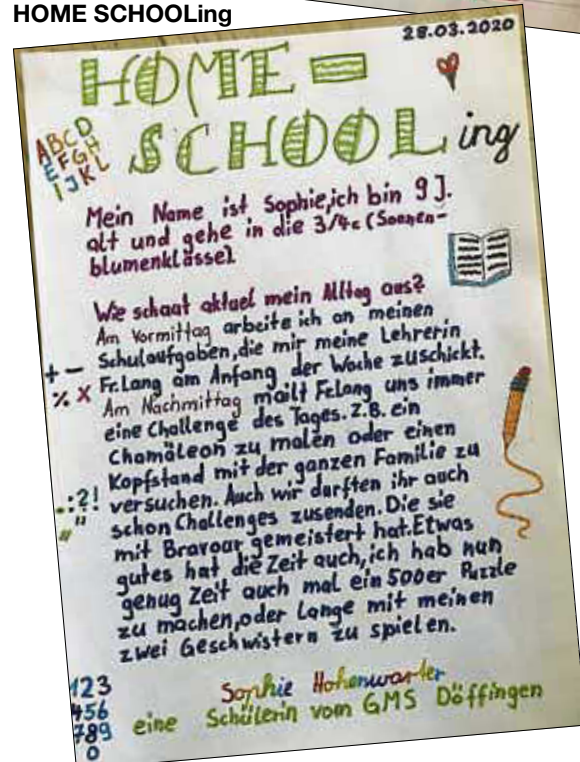 HOME SCHOOLing
28.03.2020
HOME-
SCHOOLing
ABCD
EFGH
IJKL
Mein Name ist Sophie,ich bin 9 J.
alt und gehe in die 3/4c (Sonnen-
blumenklasse).
Wie schaut aktuel mein Alltag aus?
Am Vormittag arbeite ich an meinen
Schulaufgaben,die mir meine Lehrerin
Fr.Lang am Anfang der Woche zuschickt.
Am Nachmittag mailt Fr.Lang uns immer
eine Challenge des Tages. Z.B. ein
Chamäleon zu malen oder einen
Kopfstand mit der ganzen Familie zu
versuchen. Auch wir durften ihr auch
schon Challenges zusenden. Die sie
mit Bravour gemeistert hat. Etwas
gutes hat die Zeit auch,ich hab nun
genug Zeit auch mal ein 500er Puzzle
zu machen,oder lange mit meinen
zwei Geschwistern zu spielen.
+ -
% x
.:?!
„"
123
456
789
0
Sophie Hohenwarter
eine Schülerin vom GMS Döffingen